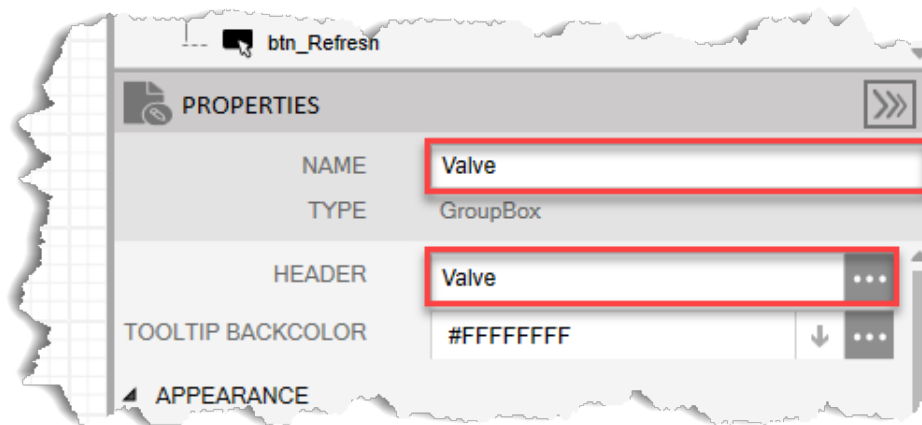 btn_Refresh
PROPERTIES
NAME Valve
TYPE GroupBox
HEADER Valve
TOOLTIP BACKCOLOR #FFFFFFFF
APPEARANCE